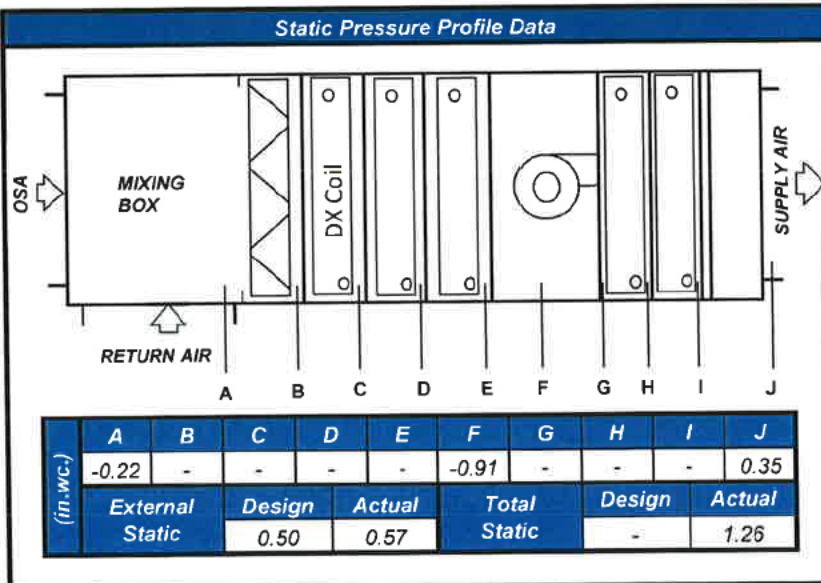 Static Pressure Profile Data
OSA
MIXING
BOX
DX Coil
SUPPLY AIR
RETURN AIR
A B C D E F G H I J
(in.wc.)
A B C D E F G H I J
-0.22 - - - - -0.91 - - - 0.35
External Static Design Actual Total Static Design Actual
0.50 0.57 - 1.26